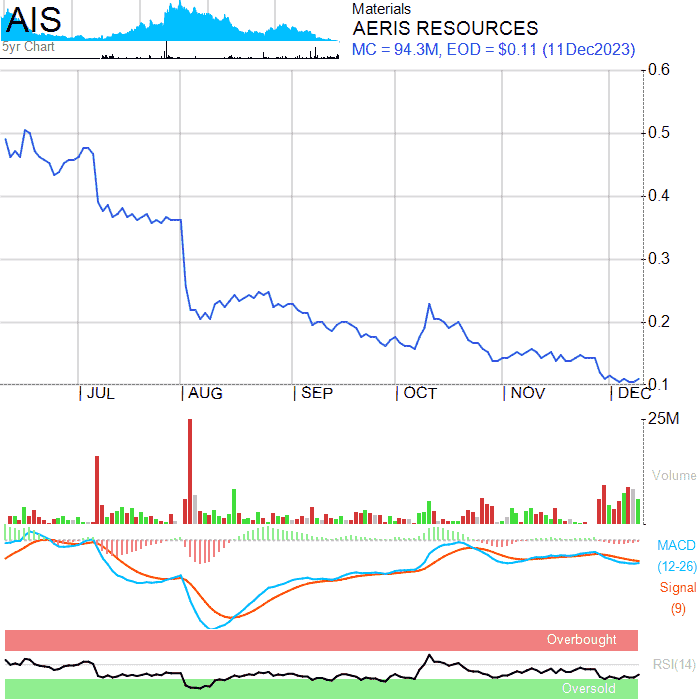 AIS
5yr Chart
Materials
AERIS RESOURCES
MC = 94.3M, EOD = $0.11 (11Dec2023)
0.6
0.5
0.4
0.3
0.2
0.1
JUL
AUG
SEP
OCT
NOV
DEC
25M
Volume
MACD
(12-26)
Signal
(9)
Overbought
RSI(14)
Oversold